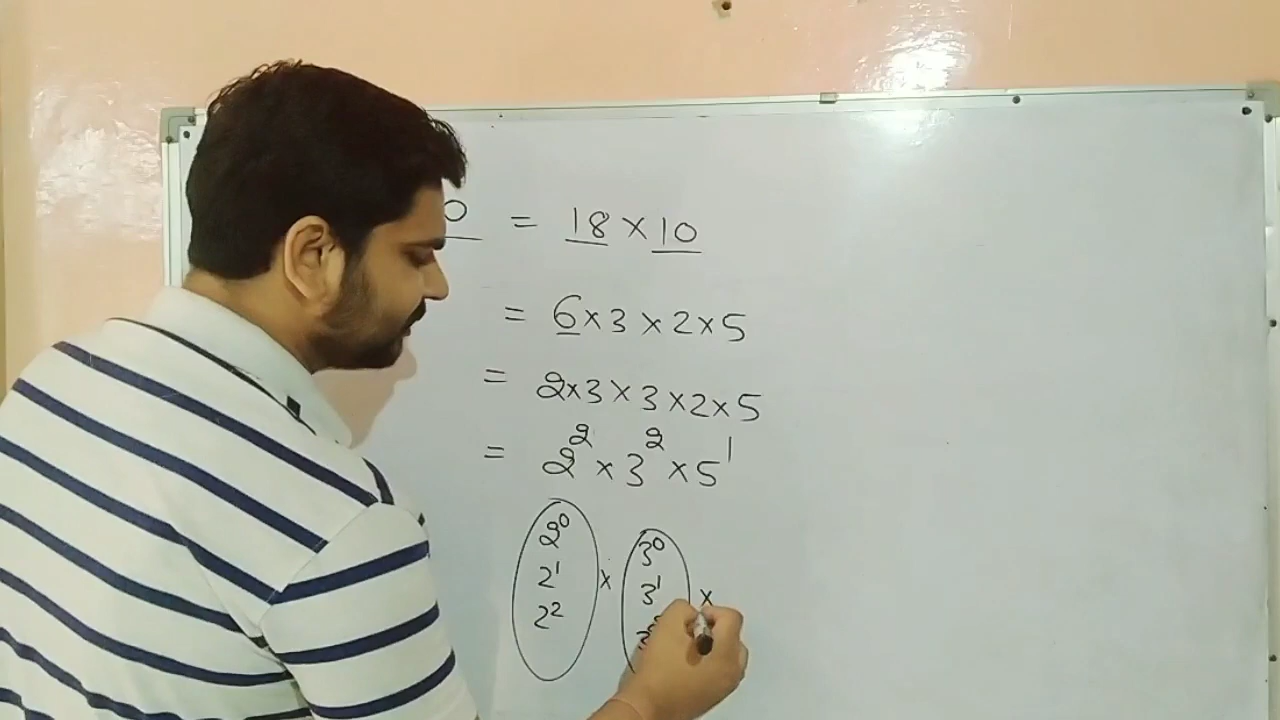 0 = 18 × 10
= 6 × 3 × 2 × 5
= 2 × 3 × 3 × 2 × 5
= 2² × 3² × 5¹
2⁰ 3⁰
2¹ × 3¹ ×
2²